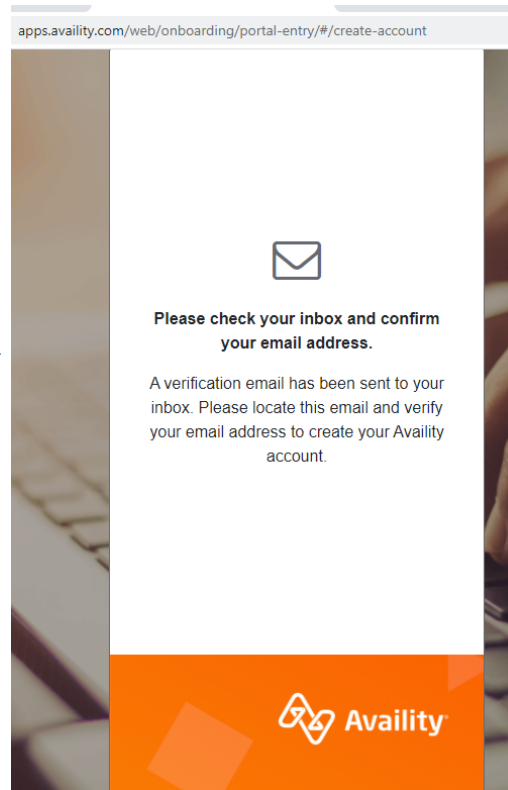 apps.availity.com/web/onboarding/portal-entry/#/create-account
Please check your inbox and confirm
your email address.
A verification email has been sent to your
inbox. Please locate this email and verify
your email address to create your Availity
account.
Availity